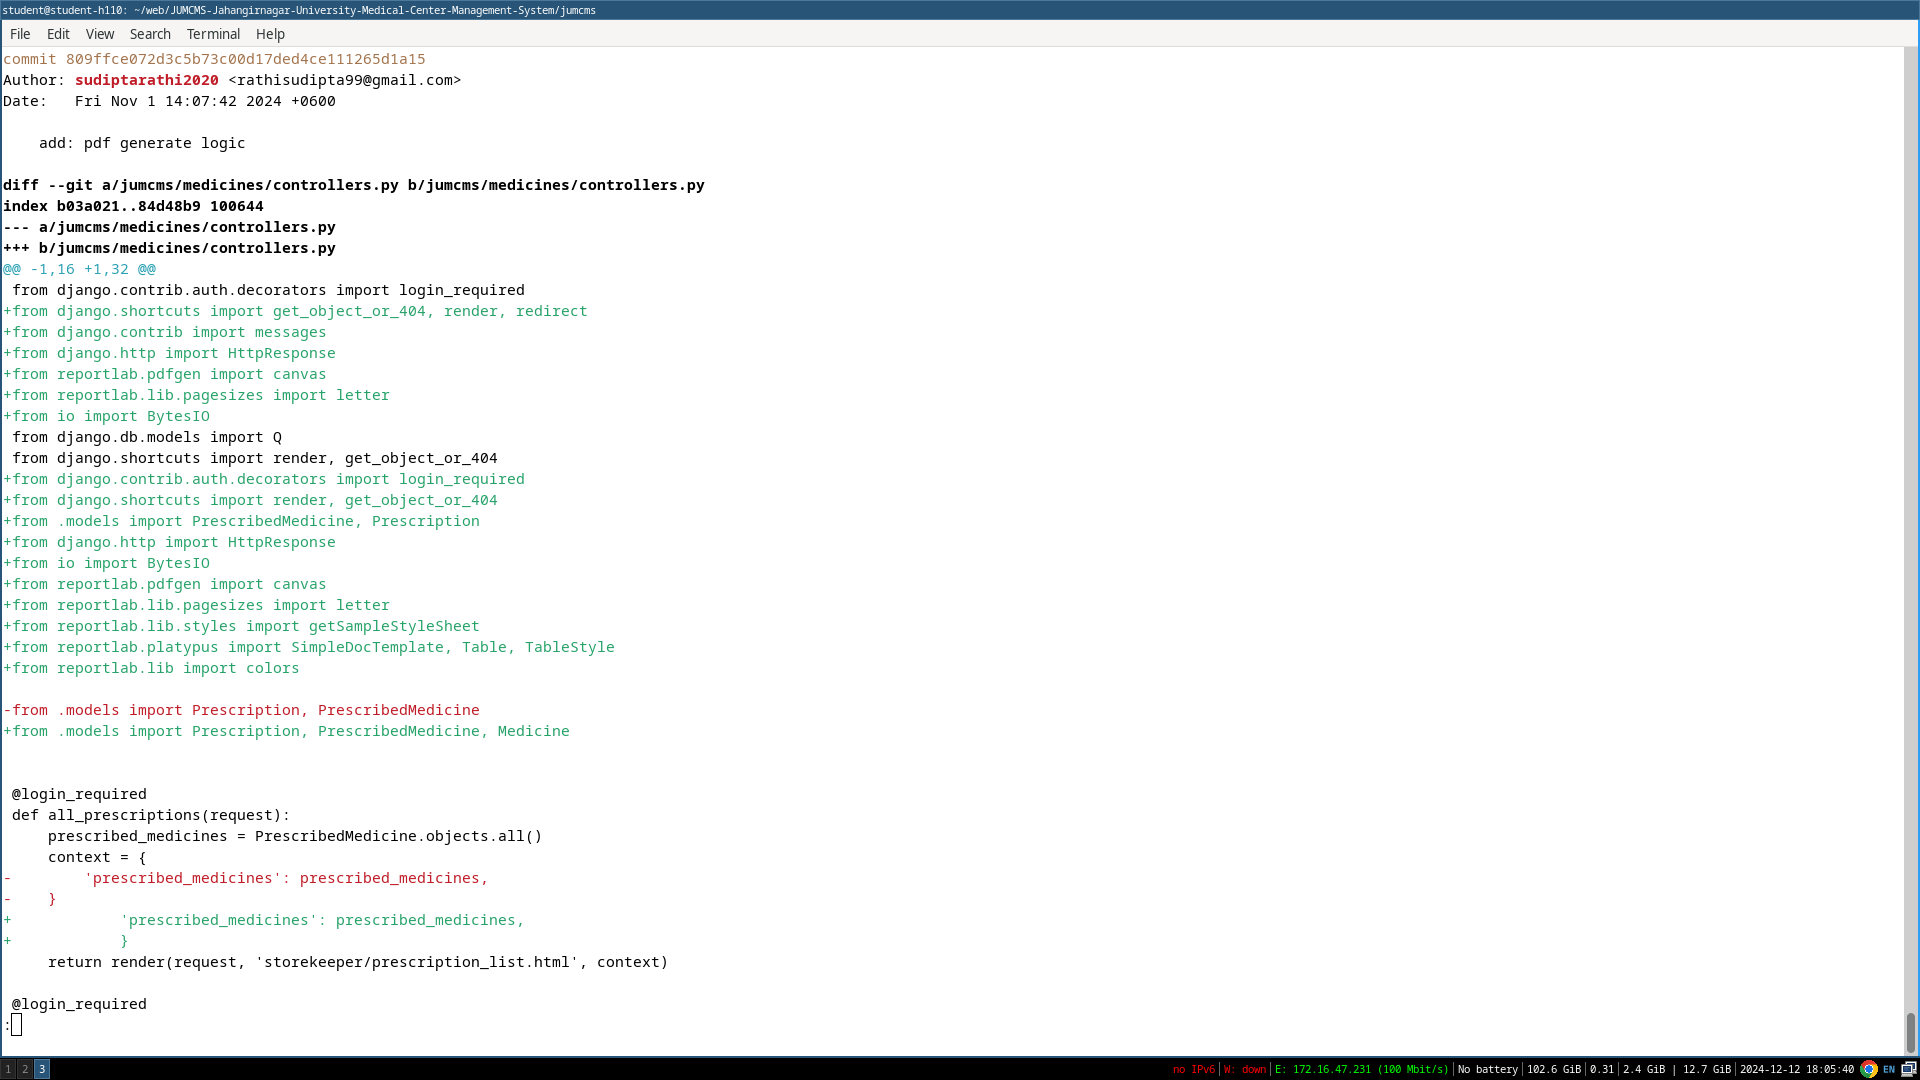 student@student-h110: ~/web/JUMCMS-Jahangirnagar-University-Medical-Center-Management-System/jumcms
File Edit View Search Terminal Help
commit 809ffce072d3c5b73c00d17ded4ce111265d1a15
Author: sudiptarathi2020 <rathisudipta99@gmail.com>
Date:   Fri Nov 1 14:07:42 2024 +0600
    add: pdf generate logic
diff --git a/jumcms/medicines/controllers.py b/jumcms/medicines/controllers.py
index b03a021..84d48b9 100644
--- a/jumcms/medicines/controllers.py
+++ b/jumcms/medicines/controllers.py
@@ -1,16 +1,32 @@
 from django.contrib.auth.decorators import login_required
+from django.shortcuts import get_object_or_404, render, redirect
+from django.contrib import messages
+from django.http import HttpResponse
+from reportlab.pdfgen import canvas
+from reportlab.lib.pagesizes import letter
+from io import BytesIO
 from django.db.models import Q
 from django.shortcuts import render, get_object_or_404
+from django.contrib.auth.decorators import login_required
+from django.shortcuts import render, get_object_or_404
+from .models import PrescribedMedicine, Prescription
+from django.http import HttpResponse
+from io import BytesIO
+from reportlab.pdfgen import canvas
+from reportlab.lib.pagesizes import letter
+from reportlab.lib.styles import getSampleStyleSheet
+from reportlab.platypus import SimpleDocTemplate, Table, TableStyle
+from reportlab.lib import colors
-from .models import Prescription, PrescribedMedicine
+from .models import Prescription, PrescribedMedicine, Medicine
 @login_required
 def all_prescriptions(request):
     prescribed_medicines = PrescribedMedicine.objects.all()
     context = {
-        'prescribed_medicines': prescribed_medicines,
-    }
+            'prescribed_medicines': prescribed_medicines,
+            }
     return render(request, 'storekeeper/prescription_list.html', context)
 @login_required
:
1 2 3 no IPv6 | W: down | E: 172.16.47.231 (100 Mbit/s) | No battery | 102.6 GiB | 0.31 | 2.4 GiB | 12.7 GiB | 2024-12-12 18:05:40 EN